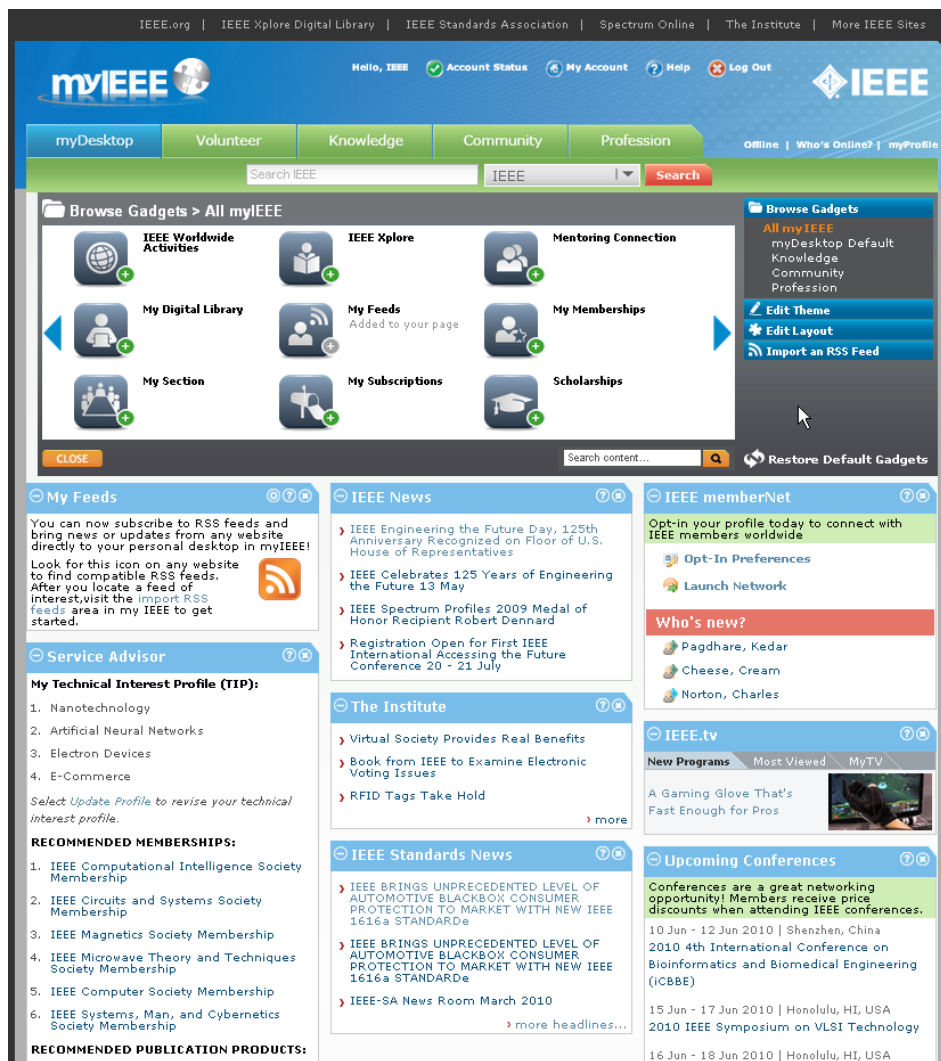 IEEE.org | IEEE Xplore Digital Library | IEEE Standards Association | Spectrum Online | The Institute | More IEEE Sites
myIEEE
Hello, IEEE Account Status My Account Help Log Out
IEEE
myDesktop Volunteer Knowledge Community Profession
Offline | Who's Online? | myProfile
Search IEEE IEEE Search
Browse Gadgets > All myIEEE
IEEE Worldwide
Activities
IEEE Xplore
Mentoring Connection
My Digital Library
My Feeds
Added to your page
My Memberships
My Section
My Subscriptions
Scholarships
CLOSE
Search content...
Browse Gadgets
All myIEEE
myDesktop Default
Knowledge
Community
Profession
Edit Theme
Edit Layout
Import an RSS Feed
Restore Default Gadgets
My Feeds
You can now subscribe to RSS feeds and
bring news or updates from any website
directly to your personal desktop in myIEEE!
Look for this icon on any website
to find compatible RSS feeds.
After you locate a feed of
interest,visit the import RSS
feeds area in my IEEE to get
started.
Service Advisor
My Technical Interest Profile (TIP):
1. Nanotechnology
2. Artificial Neural Networks
3. Electron Devices
4. E-Commerce
Select Update Profile to revise your technical
interest profile.
RECOMMENDED MEMBERSHIPS:
1. IEEE Computational Intelligence Society
Membership
2. IEEE Circuits and Systems Society
Membership
3. IEEE Magnetics Society Membership
4. IEEE Microwave Theory and Techniques
Society Membership
5. IEEE Computer Society Membership
6. IEEE Systems, Man, and Cybernetics
Society Membership
RECOMMENDED PUBLICATION PRODUCTS:
IEEE News
IEEE Engineering the Future Day, 125th
Anniversary Recognized on Floor of U.S.
House of Representatives
IEEE Celebrates 125 Years of Engineering
the Future 13 May
IEEE Spectrum Profiles 2009 Medal of
Honor Recipient Robert Dennard
Registration Open for First IEEE
International Accessing the Future
Conference 20 - 21 July
The Institute
Virtual Society Provides Real Benefits
Book from IEEE to Examine Electronic
Voting Issues
RFID Tags Take Hold
› more
IEEE Standards News
IEEE BRINGS UNPRECEDENTED LEVEL OF
AUTOMOTIVE BLACKBOX CONSUMER
PROTECTION TO MARKET WITH NEW IEEE
1616a STANDARDe
IEEE BRINGS UNPRECEDENTED LEVEL OF
AUTOMOTIVE BLACKBOX CONSUMER
PROTECTION TO MARKET WITH NEW IEEE
1616a STANDARDe
IEEE-SA News Room March 2010
› more headlines...
IEEE memberNet
Opt-in your profile today to connect with
IEEE members worldwide
Opt-In Preferences
Launch Network
Who's new?
Pagdhare, Kedar
Cheese, Cream
Norton, Charles
IEEE.tv
New Programs Most Viewed MyTV
A Gaming Glove That's
Fast Enough for Pros
Upcoming Conferences
Conferences are a great networking
opportunity! Members receive price
discounts when attending IEEE conferences.
10 Jun - 12 Jun 2010 | Shenzhen, China
2010 4th International Conference on
Bioinformatics and Biomedical Engineering
(iCBBE)
15 Jun - 17 Jun 2010 | Honolulu, HI, USA
2010 IEEE Symposium on VLSI Technology
16 Jun - 18 Jun 2010 | Honolulu, HI, USA